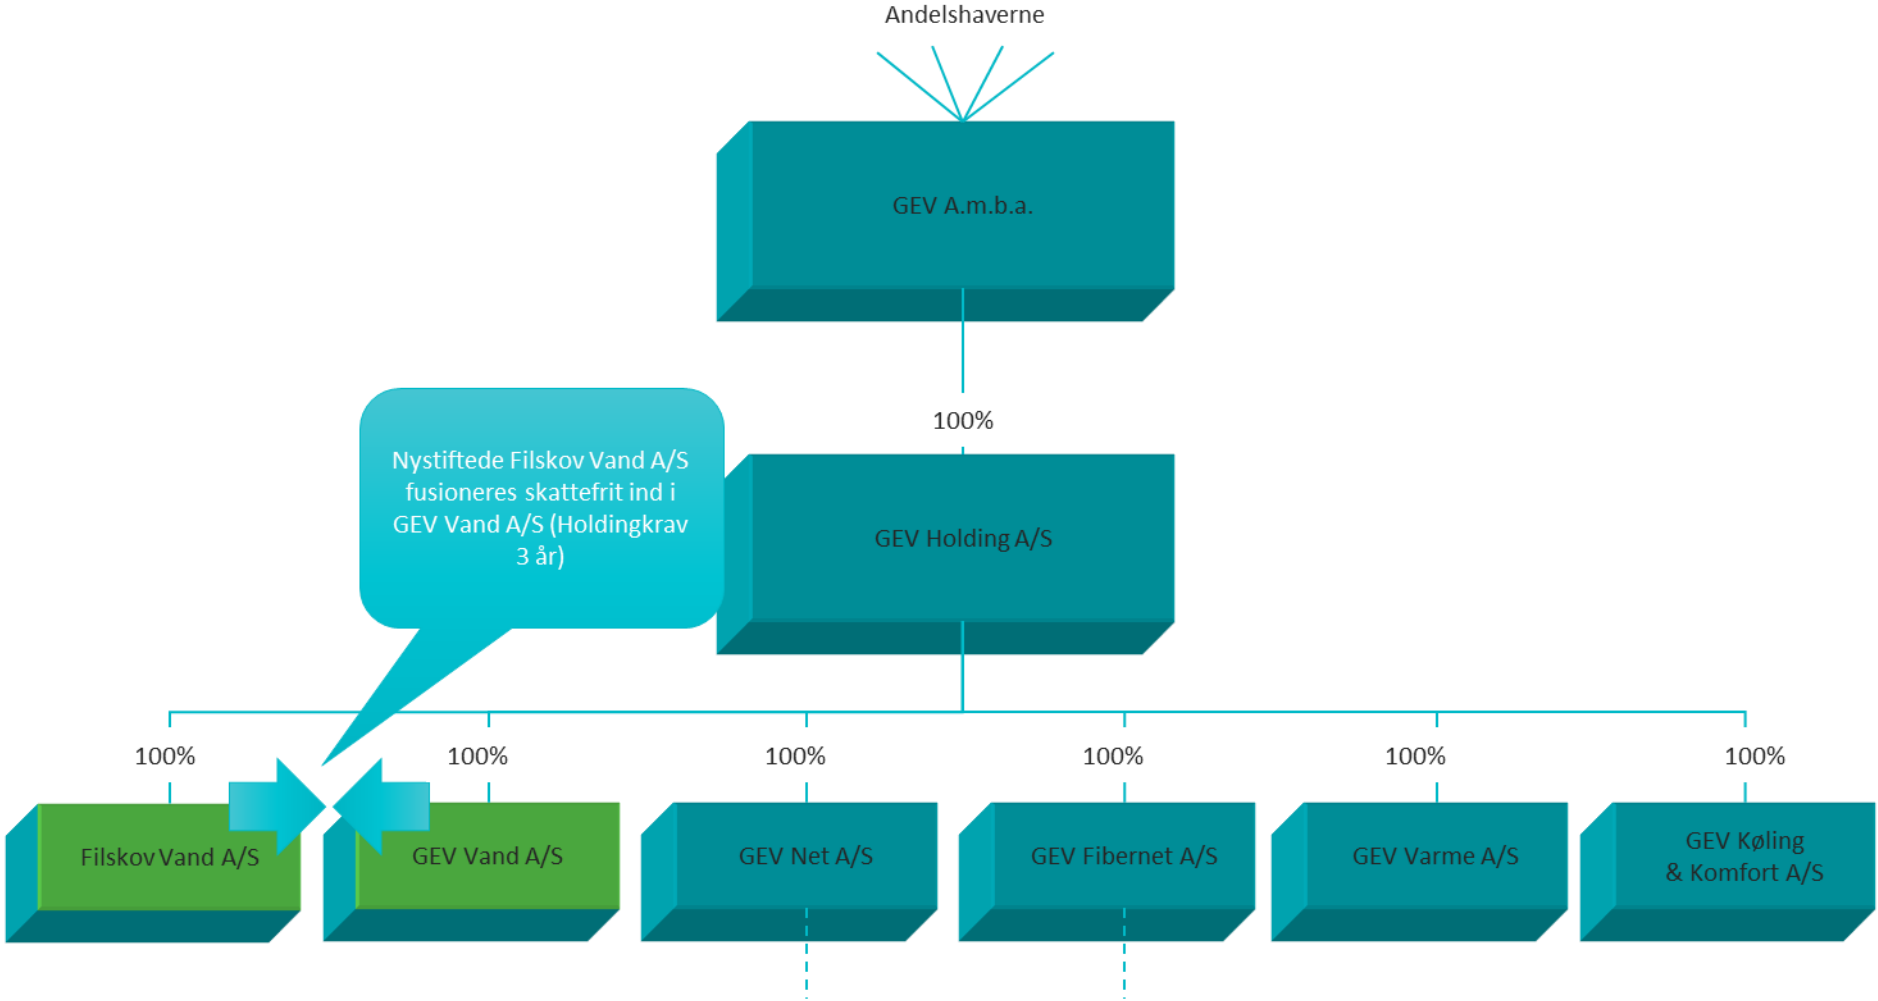 Andelshaverne
GEV A.m.b.a.
100%
Nystiftede Filskov Vand A/S
fusioneres skattefrit ind i
GEV Vand A/S (Holdingkrav
3 år)
GEV Holding A/S
100%
100%
100%
100%
100%
100%
Filskov Vand A/S
GEV Vand A/S
GEV Net A/S
GEV Fibernet A/S
GEV Varme A/S
GEV Køling
& Komfort A/S